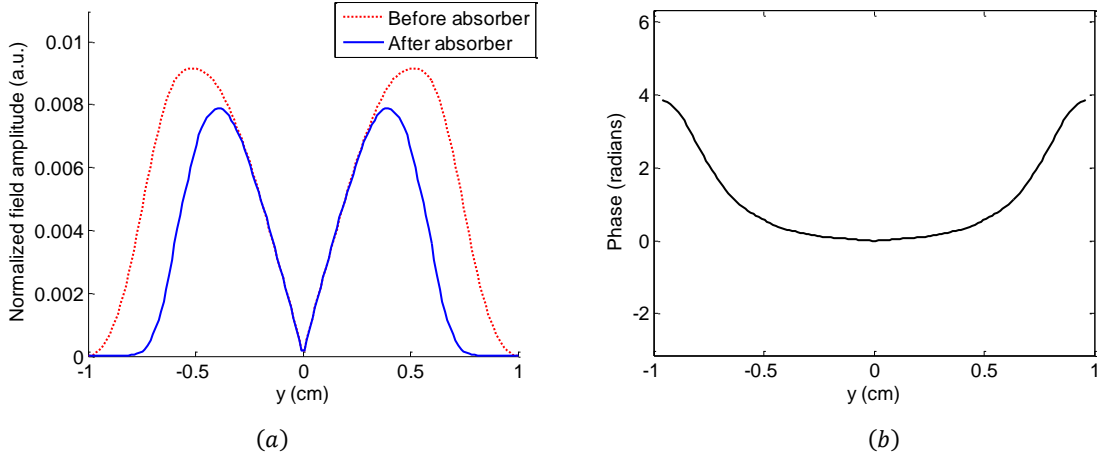 Before absorber
After absorber
Normalized field amplitude (a.u.)
0.01
0.008
0.006
0.004
0.002
0
-1
-0.5
0
0.5
1
y (cm)
(a)
Phase (radians)
6
4
2
0
-2
-1
-0.5
0
0.5
1
y (cm)
(b)